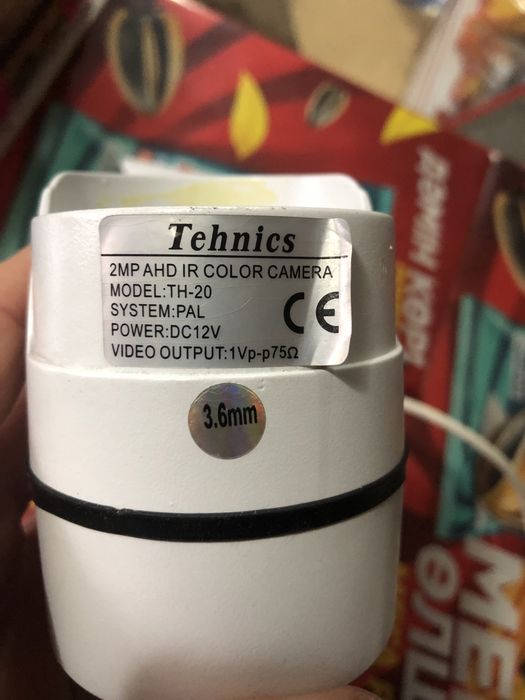 Tehnics
2MP AHD IR COLOR CAMERA
MODEL:TH-20
SYSTEM:PAL
POWER:DC12V
VIDEO OUTPUT:1Vp-p75Ω
CE
3.6mm